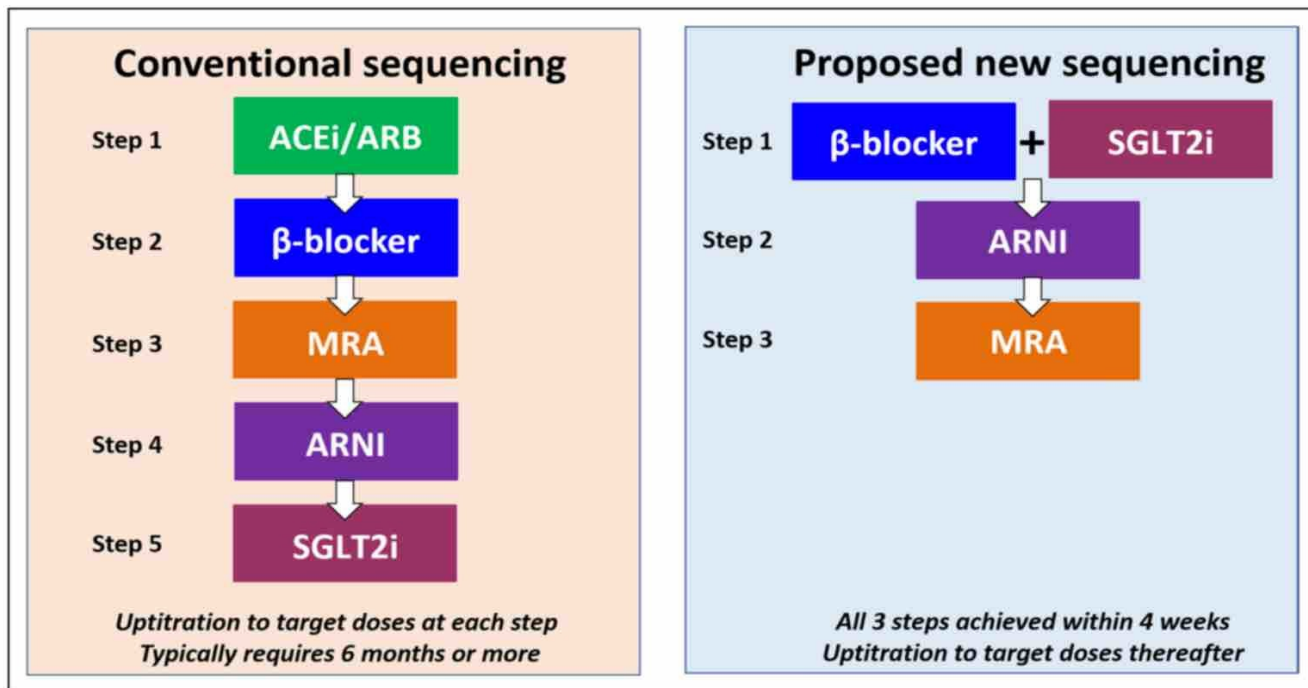 Conventional sequencing
Step 1
ACEi/ARB
Step 2
β-blocker
Step 3
MRA
Step 4
ARNI
Step 5
SGLT2i
Uptitration to target doses at each step
Typically requires 6 months or more
Proposed new sequencing
Step 1
β-blocker + SGLT2i
Step 2
ARNI
Step 3
MRA
All 3 steps achieved within 4 weeks
Uptitration to target doses thereafter